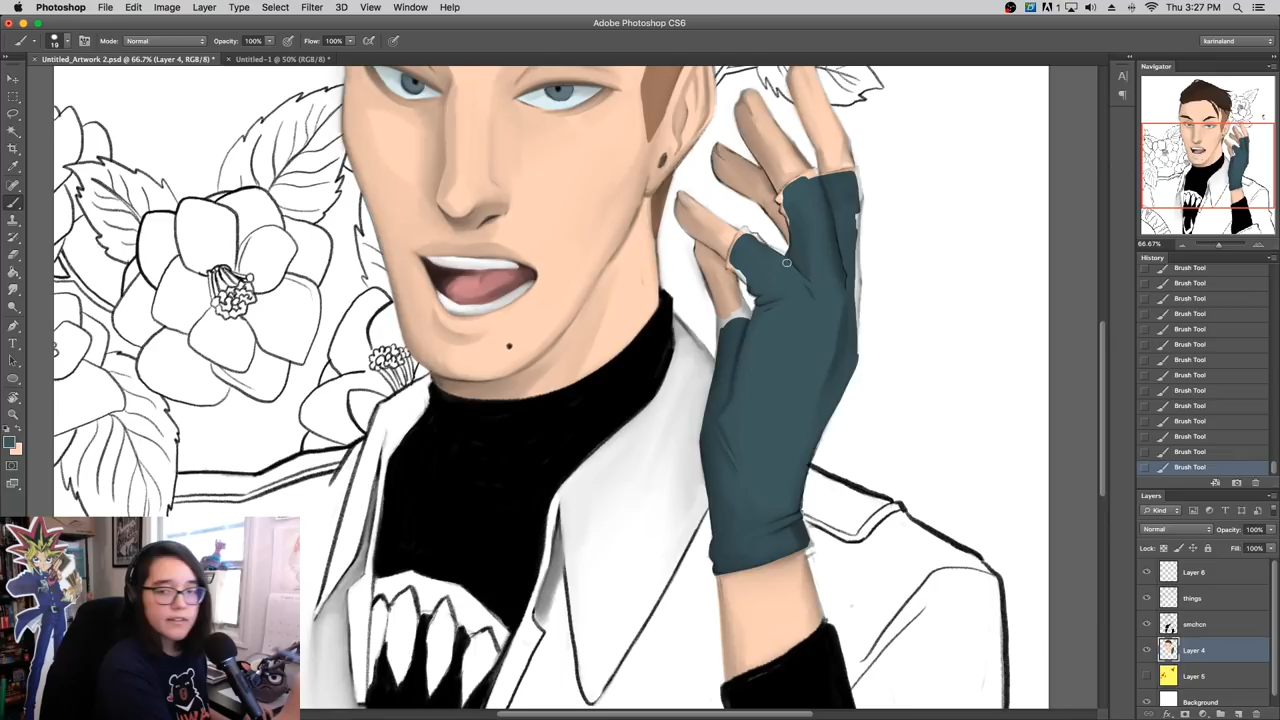 Photoshop File Edit Image Layer Type Select Filter 3D View Window Help
1 Thu 3:27 PM
Adobe Photoshop CS6
19 Mode: Normal Opacity: 100% Flow: 100% karinaland
× Untitled_Artwork 2.psd @ 66.7% (Layer 4, RGB/8) * × Untitled-1 @ 50% (RGB/8) *
Navigator
66.67%
History
Brush Tool
Brush Tool
Brush Tool
Brush Tool
Brush Tool
Brush Tool
Brush Tool
Brush Tool
Brush Tool
Brush Tool
Brush Tool
Brush Tool
Brush Tool
Brush Tool
Layers
Kind
Normal Opacity: 100%
Lock: Fill: 100%
Layer 6
things
smchcn
Layer 4
Layer 5
Background